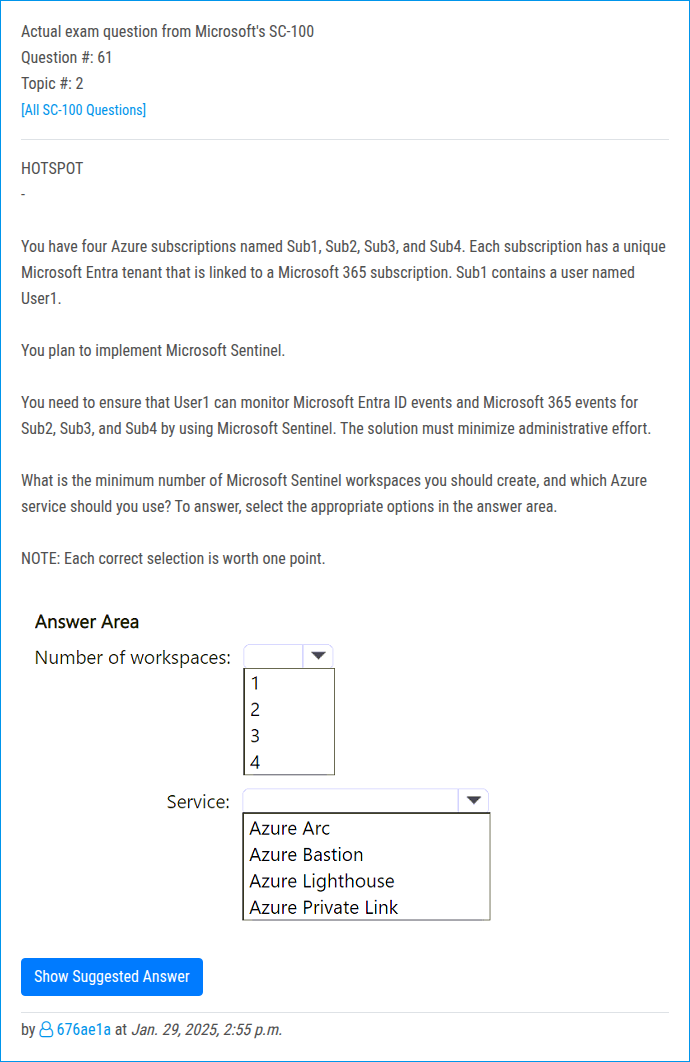 Actual exam question from Microsoft's SC-100
Question #: 61
Topic #: 2
[All SC-100 Questions]
HOTSPOT
-
You have four Azure subscriptions named Sub1, Sub2, Sub3, and Sub4. Each subscription has a unique
Microsoft Entra tenant that is linked to a Microsoft 365 subscription. Sub1 contains a user named
User1.
You plan to implement Microsoft Sentinel.
You need to ensure that User1 can monitor Microsoft Entra ID events and Microsoft 365 events for
Sub2, Sub3, and Sub4 by using Microsoft Sentinel. The solution must minimize administrative effort.
What is the minimum number of Microsoft Sentinel workspaces you should create, and which Azure
service should you use? To answer, select the appropriate options in the answer area.
NOTE: Each correct selection is worth one point.
Answer Area
Number of workspaces:
1
2
3
4
Service:
Azure Arc
Azure Bastion
Azure Lighthouse
Azure Private Link
Show Suggested Answer
by 676ae1a at Jan. 29, 2025, 2:55 p.m.